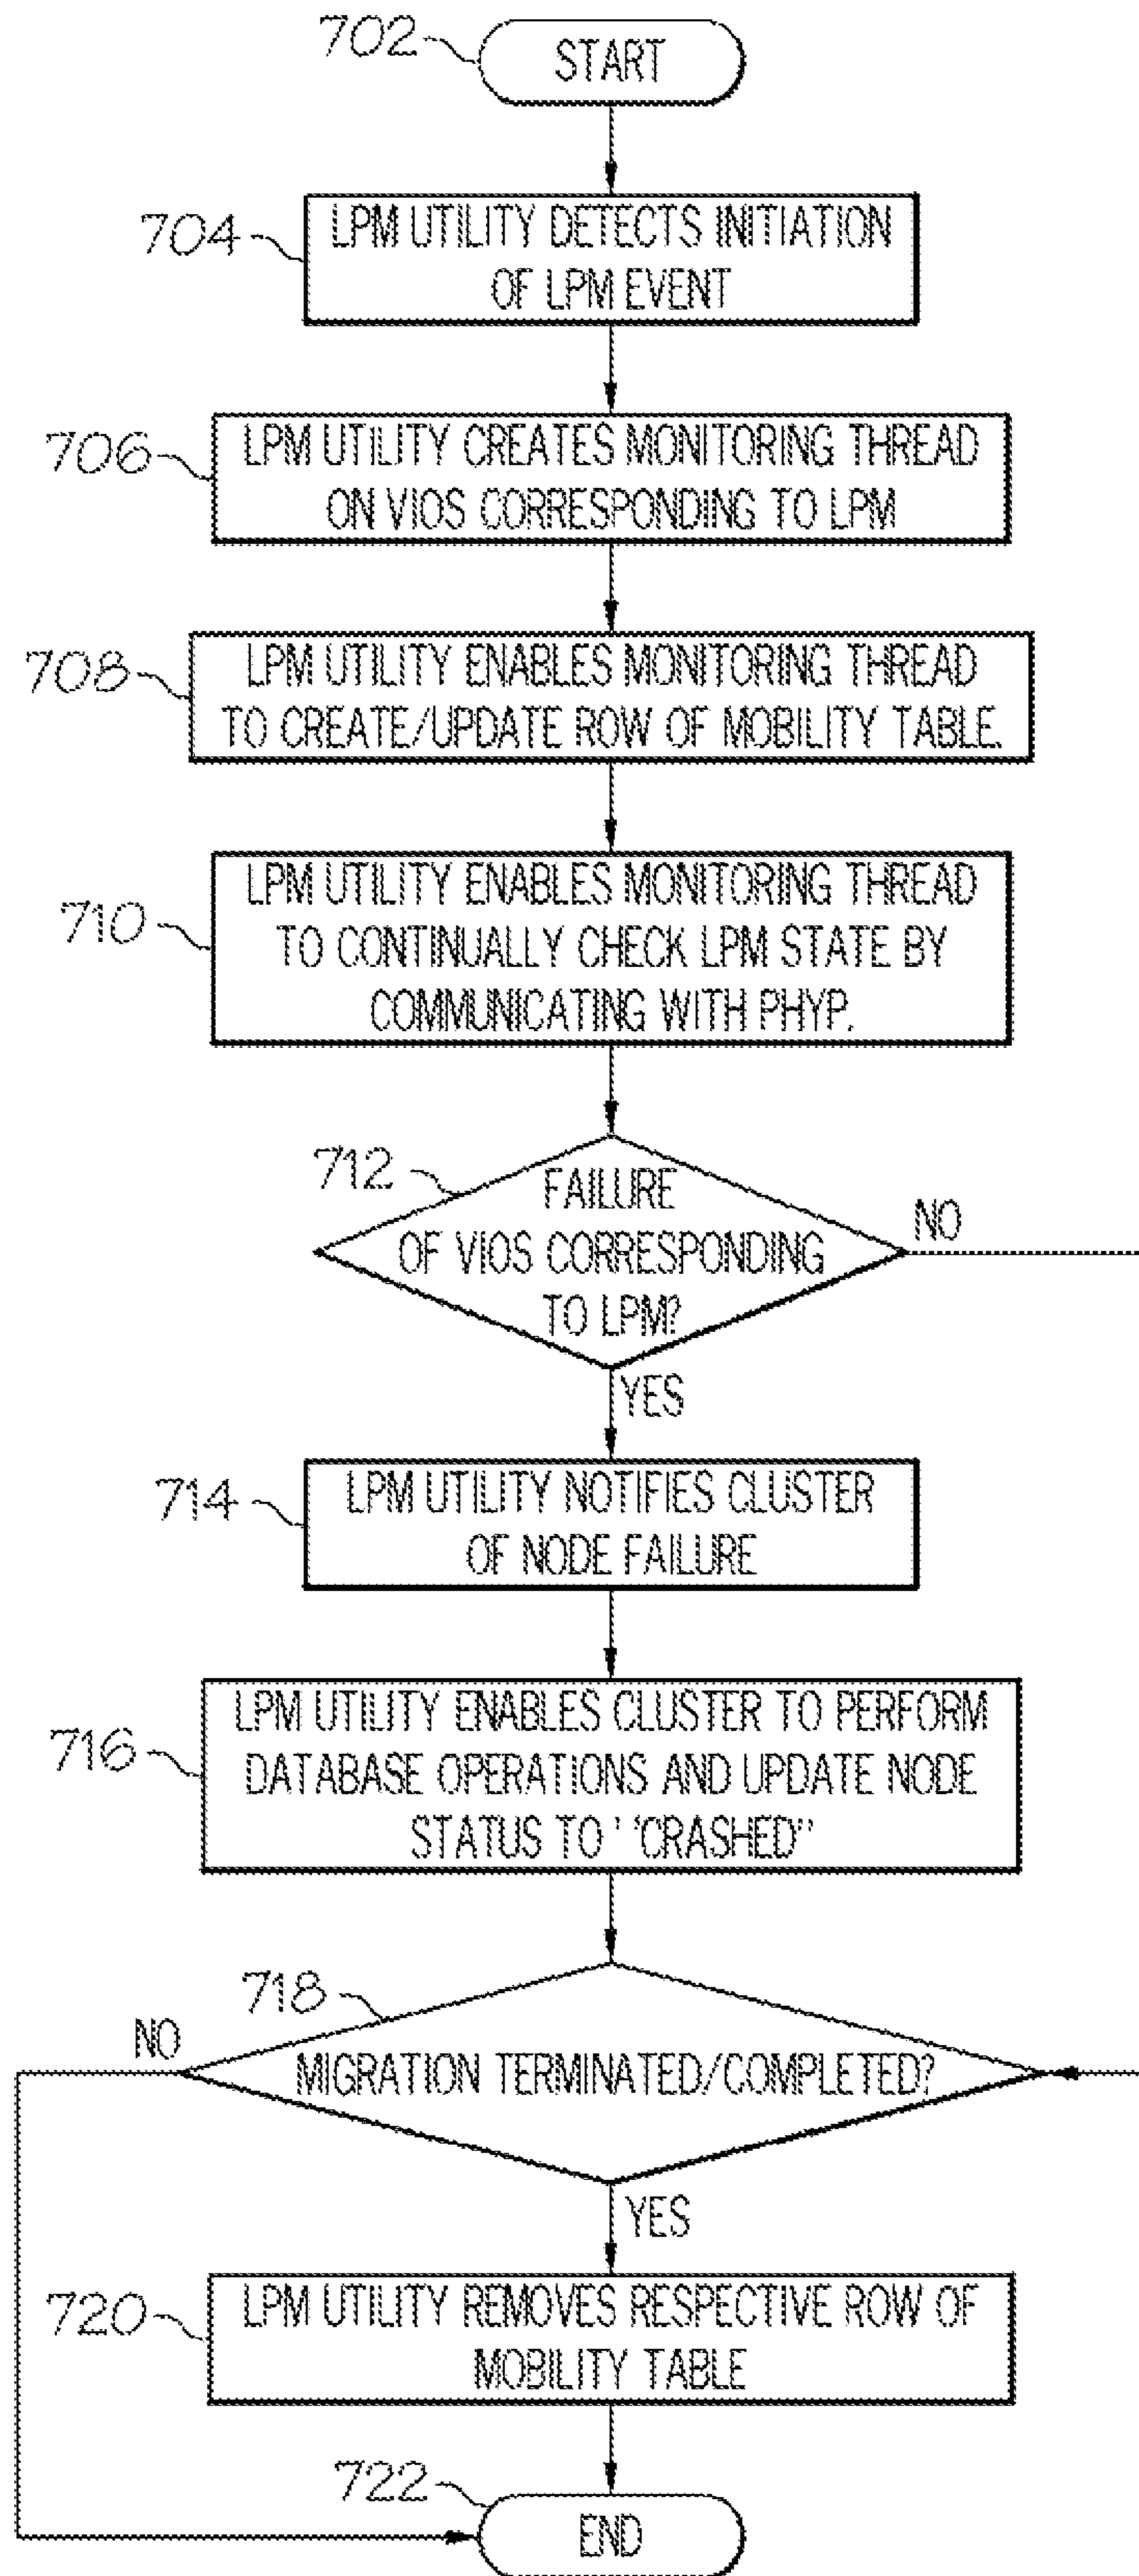 702
START
704
LPM UTILITY DETECTS INITIATION
OF LPM EVENT
706
LPM UTILITY CREATES MONITORING THREAD
ON VIOS CORRESPONDING TO LPM
708
LPM UTILITY ENABLES MONITORING THREAD
TO CREATE/UPDATE ROW OF MOBILITY TABLE.
710
LPM UTILITY ENABLES MONITORING THREAD
TO CONTINUALLY CHECK LPM STATE BY
COMMUNICATING WITH PHYP.
712
FAILURE
OF VIOS CORRESPONDING
TO LPM?
NO
YES
714
LPM UTILITY NOTIFIES CLUSTER
OF NODE FAILURE
716
LPM UTILITY ENABLES CLUSTER TO PERFORM
DATABASE OPERATIONS AND UPDATE NODE
STATUS TO ''CRASHED''
718
NO
MIGRATION TERMINATED/COMPLETED?
YES
720
LPM UTILITY REMOVES RESPECTIVE ROW OF
MOBILITY TABLE
722
END